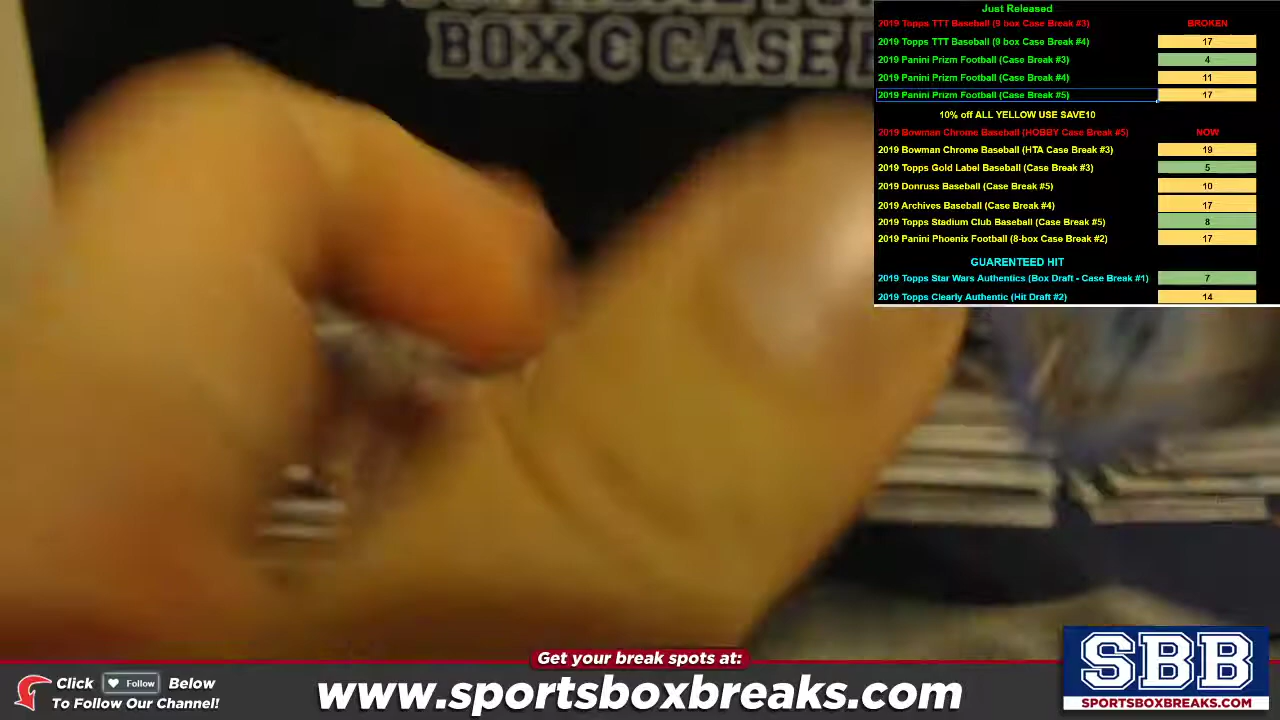 BOX CASE
Just Released
2019 Topps TTT Baseball (9 box Case Break #3) BROKEN
2019 Topps TTT Baseball (9 box Case Break #4) 17
2019 Panini Prizm Football (Case Break #3) 4
2019 Panini Prizm Football (Case Break #4) 11
2019 Panini Prizm Football (Case Break #5) 17
10% off ALL YELLOW USE SAVE10
2019 Bowman Chrome Baseball (HOBBY Case Break #5) NOW
2019 Bowman Chrome Baseball (HTA Case Break #3) 19
2019 Topps Gold Label Baseball (Case Break #3) 5
2019 Donruss Baseball (Case Break #5) 10
2019 Archives Baseball (Case Break #4) 17
2019 Topps Stadium Club Baseball (Case Break #5) 8
2019 Panini Phoenix Football (8-box Case Break #2) 17
GUARENTEED HIT
2019 Topps Star Wars Authentics (Box Draft - Case Break #1) 7
2019 Topps Clearly Authentic (Hit Draft #2) 14
Get your break spots at:
Click Follow Below
To Follow Our Channel!
www.sportsboxbreaks.com
SBB
SPORTSBOXBREAKS.COM